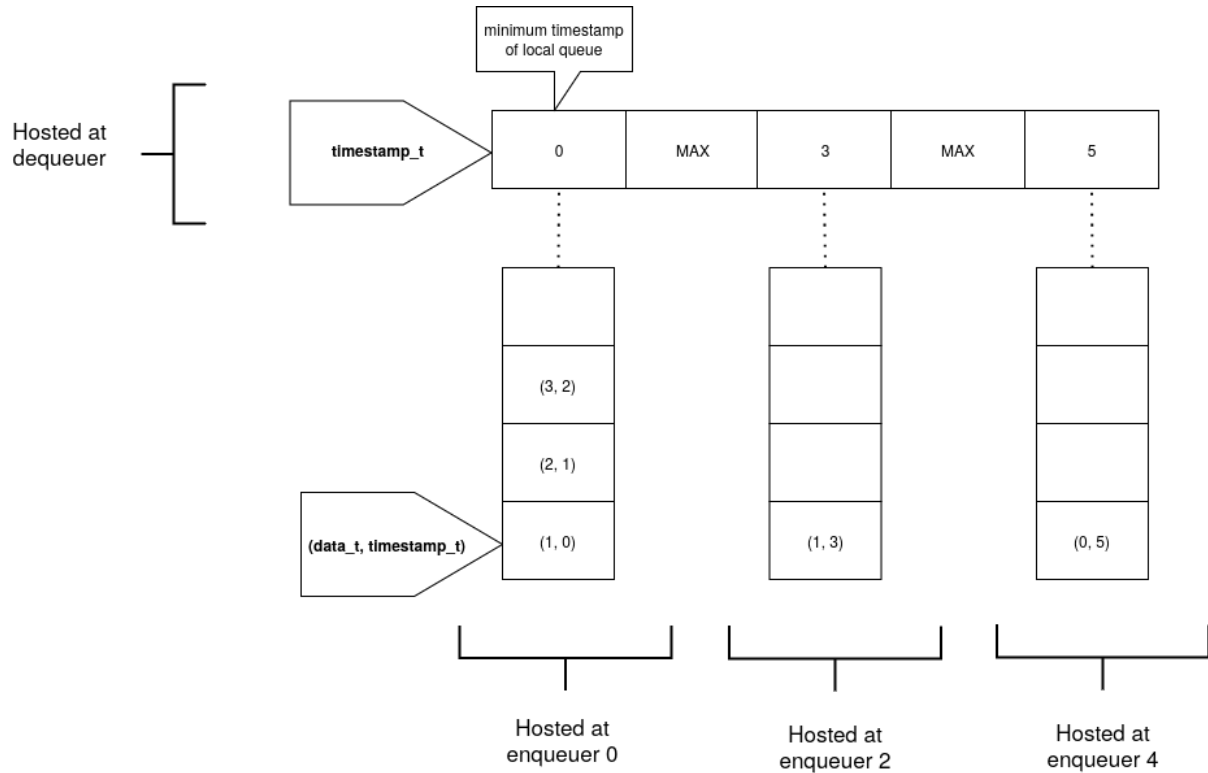 minimum timestamp
of local queue
Hosted at
dequeuer
timestamp_t
0
MAX
3
MAX
5
(3, 2)
(2, 1)
(data_t, timestamp_t)
(1, 0)
(1, 3)
(0, 5)
Hosted at
enqueuer 0
Hosted at
enqueuer 2
Hosted at
enqueuer 4